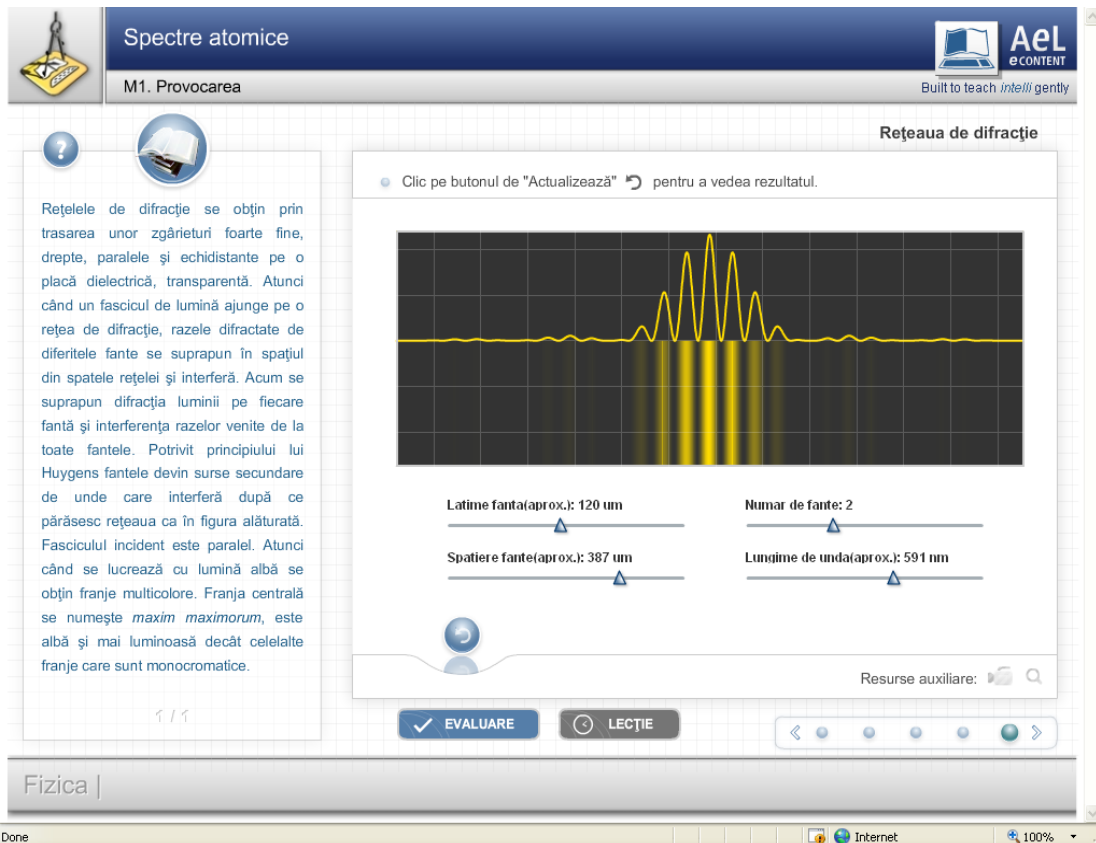 Spectre atomice
AeL
eCONTENT
M1. Provocarea
Built to teach intelli gently
Reţeaua de difracţie
?
Clic pe butonul de "Actualizează" pentru a vedea rezultatul.
Reţelele de difracţie se obţin prin
trasarea unor zgârieturi foarte fine,
drepte, paralele şi echidistante pe o
placă dielectrică, transparentă. Atunci
când un fascicul de lumină ajunge pe o
reţea de difracţie, razele difractate de
diferitele fante se suprapun în spaţiul
din spatele reţelei şi interferă. Acum se
suprapun difracţia luminii pe fiecare
fantă şi interferenţa razelor venite de la
toate fantele. Potrivit principiului lui
Huygens fantele devin surse secundare
de unde care interferă după ce
părăsesc reţeaua ca în figura alăturată.
Fasciculul incident este paralel. Atunci
când se lucrează cu lumină albă se
obţin franje multicolore. Franja centrală
se numeşte maxim maximorum, este
albă şi mai luminoasă decât celelalte
franje care sunt monocromatice.
1 / 1
Latime fanta(aprox.): 120 um
Numar de fante: 2
Spatiere fante(aprox.): 387 um
Lungime de unda(aprox.): 591 nm
Resurse auxiliare:
EVALUARE
LECŢIE
Fizica |
Done
Internet
100%